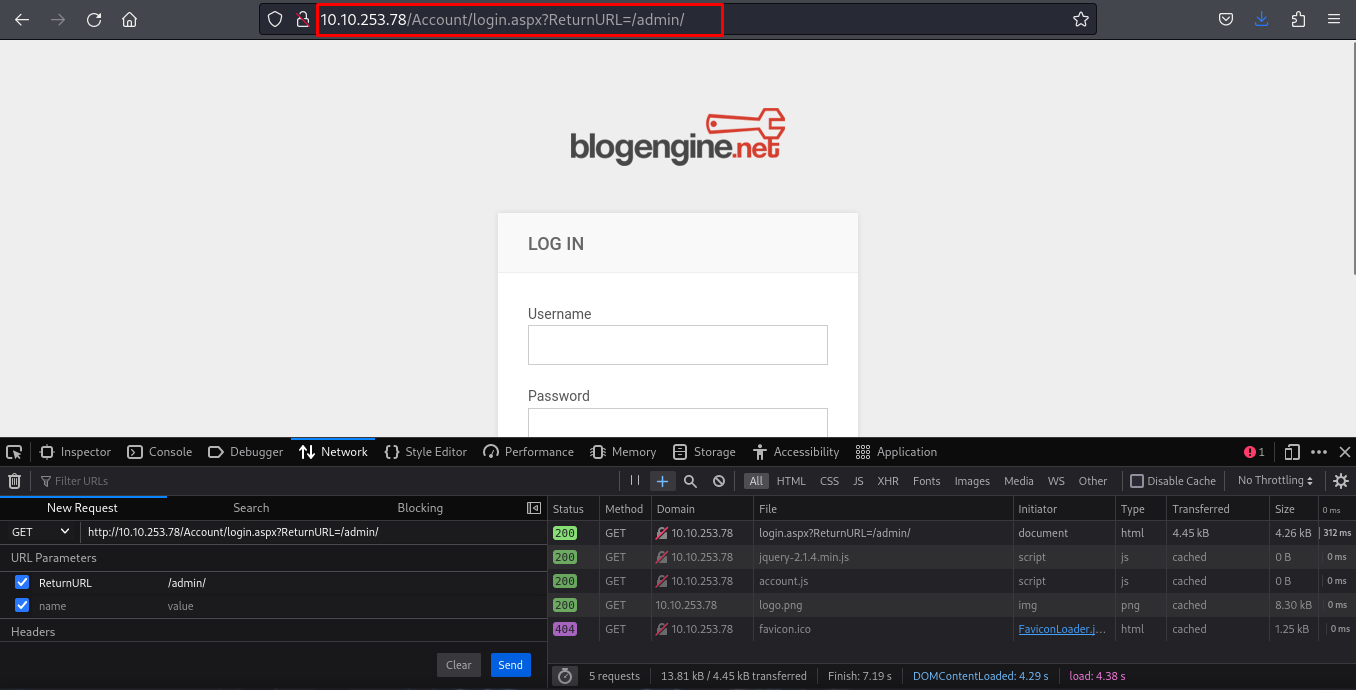 10.10.253.78/Account/login.aspx?ReturnURL=/admin/
blogengine.net
LOG IN
Username
Password
Inspector Console Debugger Network Style Editor Performance Memory Storage Accessibility Application 1
Filter URLs All HTML CSS JS XHR Fonts Images Media WS Other Disable Cache No Throttling
New Request Search Blocking
GET http://10.10.253.78/Account/login.aspx?ReturnURL=/admin/
URL Parameters
ReturnURL /admin/
name value
Headers
Clear Send
Status Method Domain File Initiator Type Transferred Size 0 ms
200 GET 10.10.253.78 login.aspx?ReturnURL=/admin/ document html 4.45 kB 4.26 kB 312 ms
200 GET 10.10.253.78 jquery-2.1.4.min.js script js cached 0 B 0 ms
200 GET 10.10.253.78 account.js script js cached 0 B 0 ms
200 GET 10.10.253.78 logo.png img png cached 8.30 kB 0 ms
404 GET 10.10.253.78 favicon.ico FaviconLoader.j... html cached 1.25 kB 0 ms
5 requests 13.81 kB / 4.45 kB transferred Finish: 7.19 s DOMContentLoaded: 4.29 s load: 4.38 s